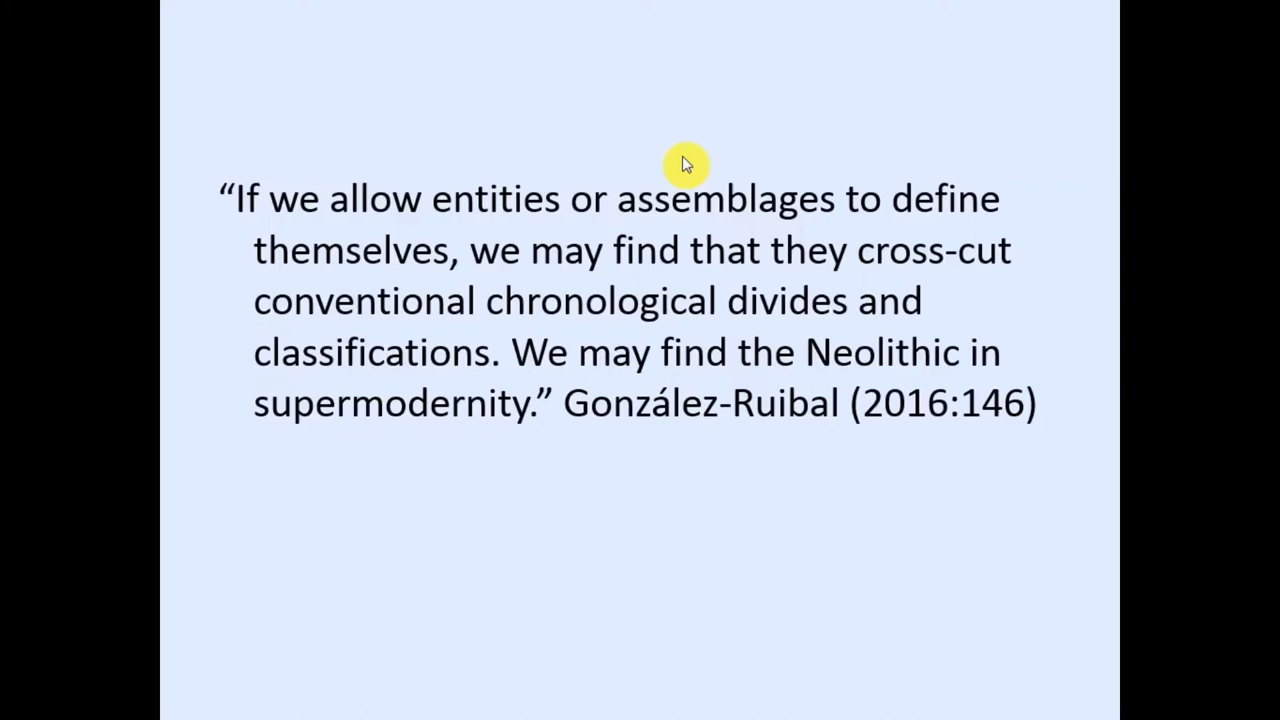 “If we allow entities or assemblages to define
themselves, we may find that they cross-cut
conventional chronological divides and
classifications. We may find the Neolithic in
supermodernity.” González-Ruibal (2016:146)